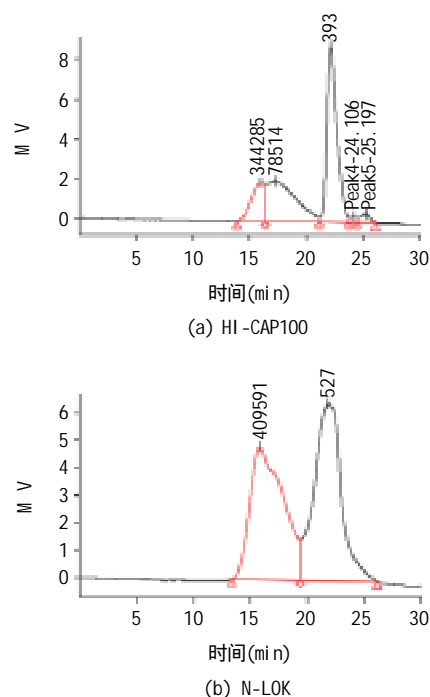 393
344285
78514
Peak4-24.106
Peak5-25.197
8
6
4
2
0
M V
5 10 15 20 25 30
时间(min)
(a) HI-CAP100
409591
527
6
5
4
3
2
1
0
M V
5 10 15 20 25 30
时间(min)
(b) N-LOK